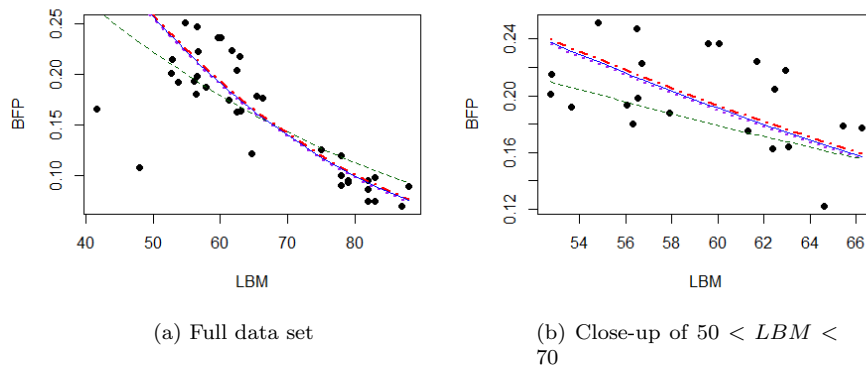 BFP
0.25
0.20
0.15
0.10
40 50 60 70 80
LBM
(a) Full data set
BFP
0.24
0.20
0.16
0.12
54 56 58 60 62 64 66
LBM
(b) Close-up of 50 < LBM <
70